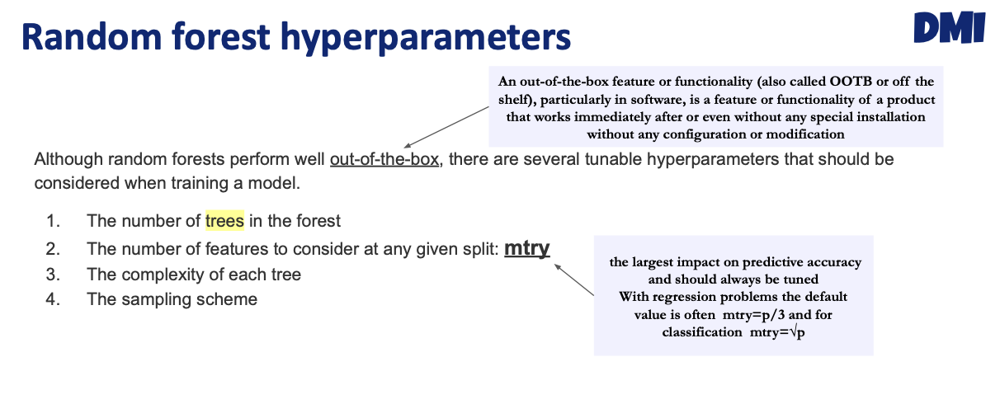 Random forest hyperparameters
DMI
An out-of-the-box feature or functionality (also called OOTB or off the
shelf), particularly in software, is a feature or functionality of a product
that works immediately after or even without any special installation
without any configuration or modification
Although random forests perform well out-of-the-box, there are several tunable hyperparameters that should be
considered when training a model.
1. The number of trees in the forest
2. The number of features to consider at any given split: mtry
3. The complexity of each tree
4. The sampling scheme
the largest impact on predictive accuracy
and should always be tuned
With regression problems the default
value is often mtry=p/3 and for
classification mtry=√p